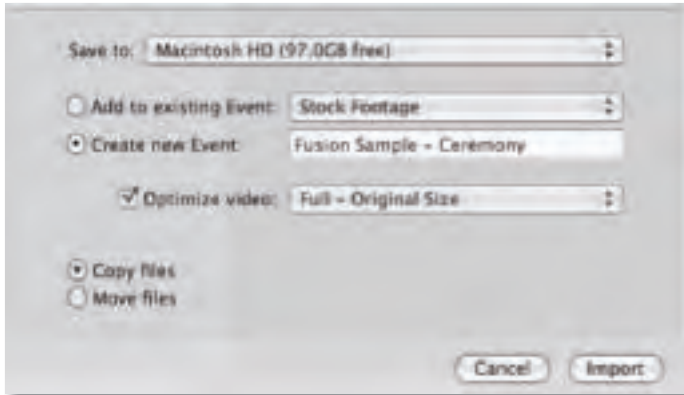 Save to: Macintosh HD (97.0GB free)
Add to existing Event: Stock Footage
Create new Event: Fusion Sample - Ceremony
Optimize video: Full - Original Size
Copy files
Move files
Cancel Import